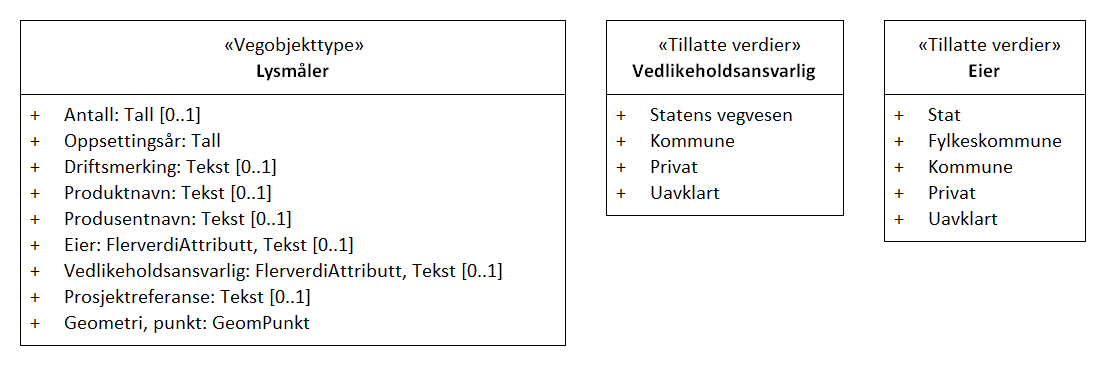 «Vegobjekttype»
Lysmåler
+ Antall: Tall [0..1]
+ Oppsettingsår: Tall
+ Driftsmerking: Tekst [0..1]
+ Produktnavn: Tekst [0..1]
+ Produsentnavn: Tekst [0..1]
+ Eier: FlerverdiAttributt, Tekst [0..1]
+ Vedlikeholdsansvarlig: FlerverdiAttributt, Tekst [0..1]
+ Prosjektreferanse: Tekst [0..1]
+ Geometri, punkt: GeomPunkt
«Tillatte verdier»
Vedlikeholdsansvarlig
+ Statens vegvesen
+ Kommune
+ Privat
+ Uavklart
«Tillatte verdier»
Eier
+ Stat
+ Fylkeskommune
+ Kommune
+ Privat
+ Uavklart